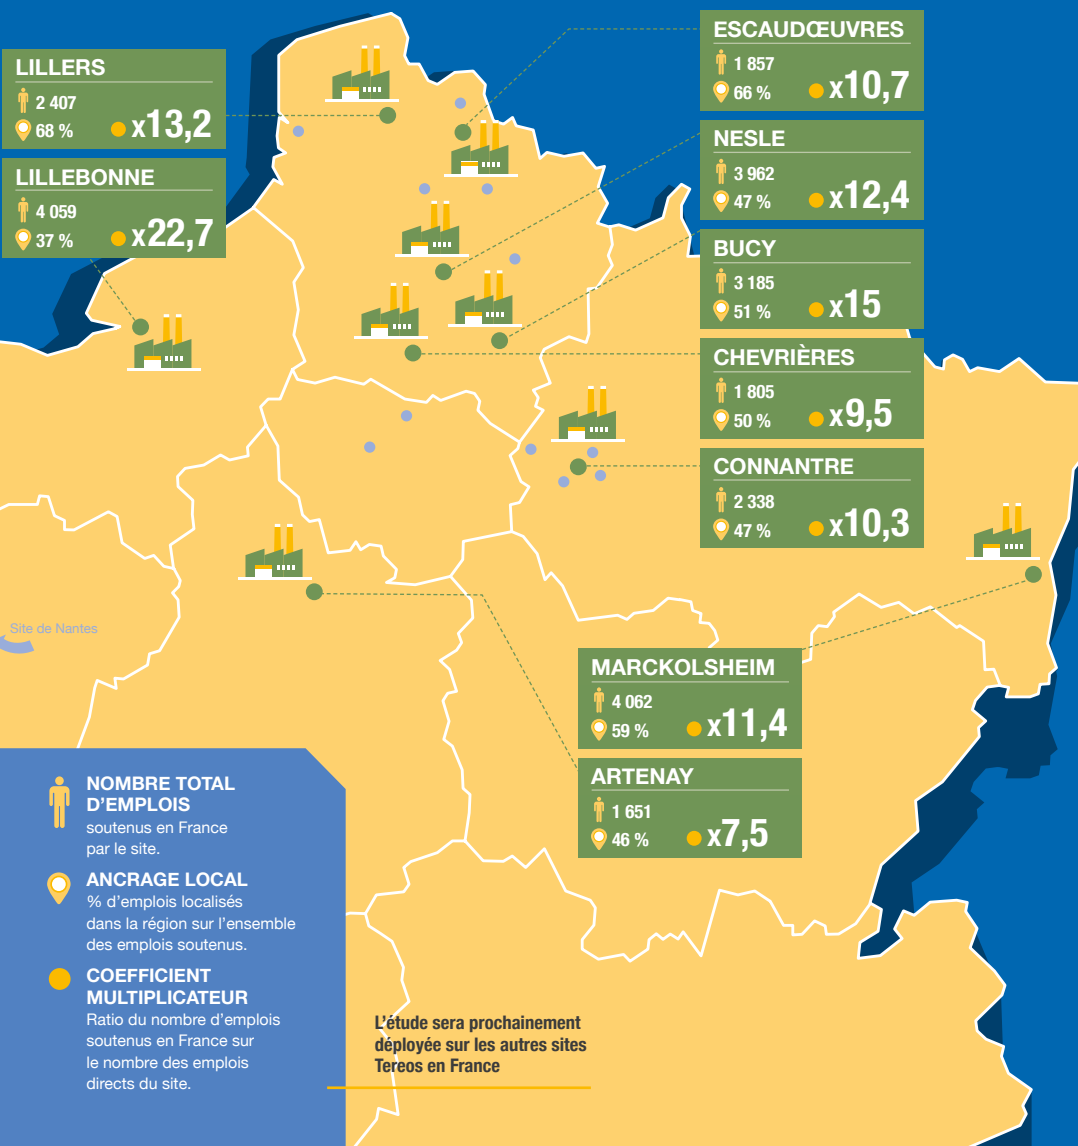 LILLERS
2 407
68 %
x13,2
LILLEBONNE
4 059
37 %
x22,7
ESCAUDŒUVRES
1 857
66 %
x10,7
NESLE
3 962
47 %
x12,4
BUCY
3 185
51 %
x15
CHEVRIÈRES
1 805
50 %
x9,5
CONNANTRE
2 338
47 %
x10,3
Site de Nantes
MARCKOLSHEIM
4 062
59 %
x11,4
ARTENAY
1 651
46 %
x7,5
NOMBRE TOTAL
D’EMPLOIS
soutenus en France
par le site.
ANCRAGE LOCAL
% d’emplois localisés
dans la région sur l’ensemble
des emplois soutenus.
COEFFICIENT
MULTIPLICATEUR
Ratio du nombre d’emplois
soutenus en France sur
le nombre des emplois
directs du site.
L’étude sera prochainement
déployée sur les autres sites
Tereos en France